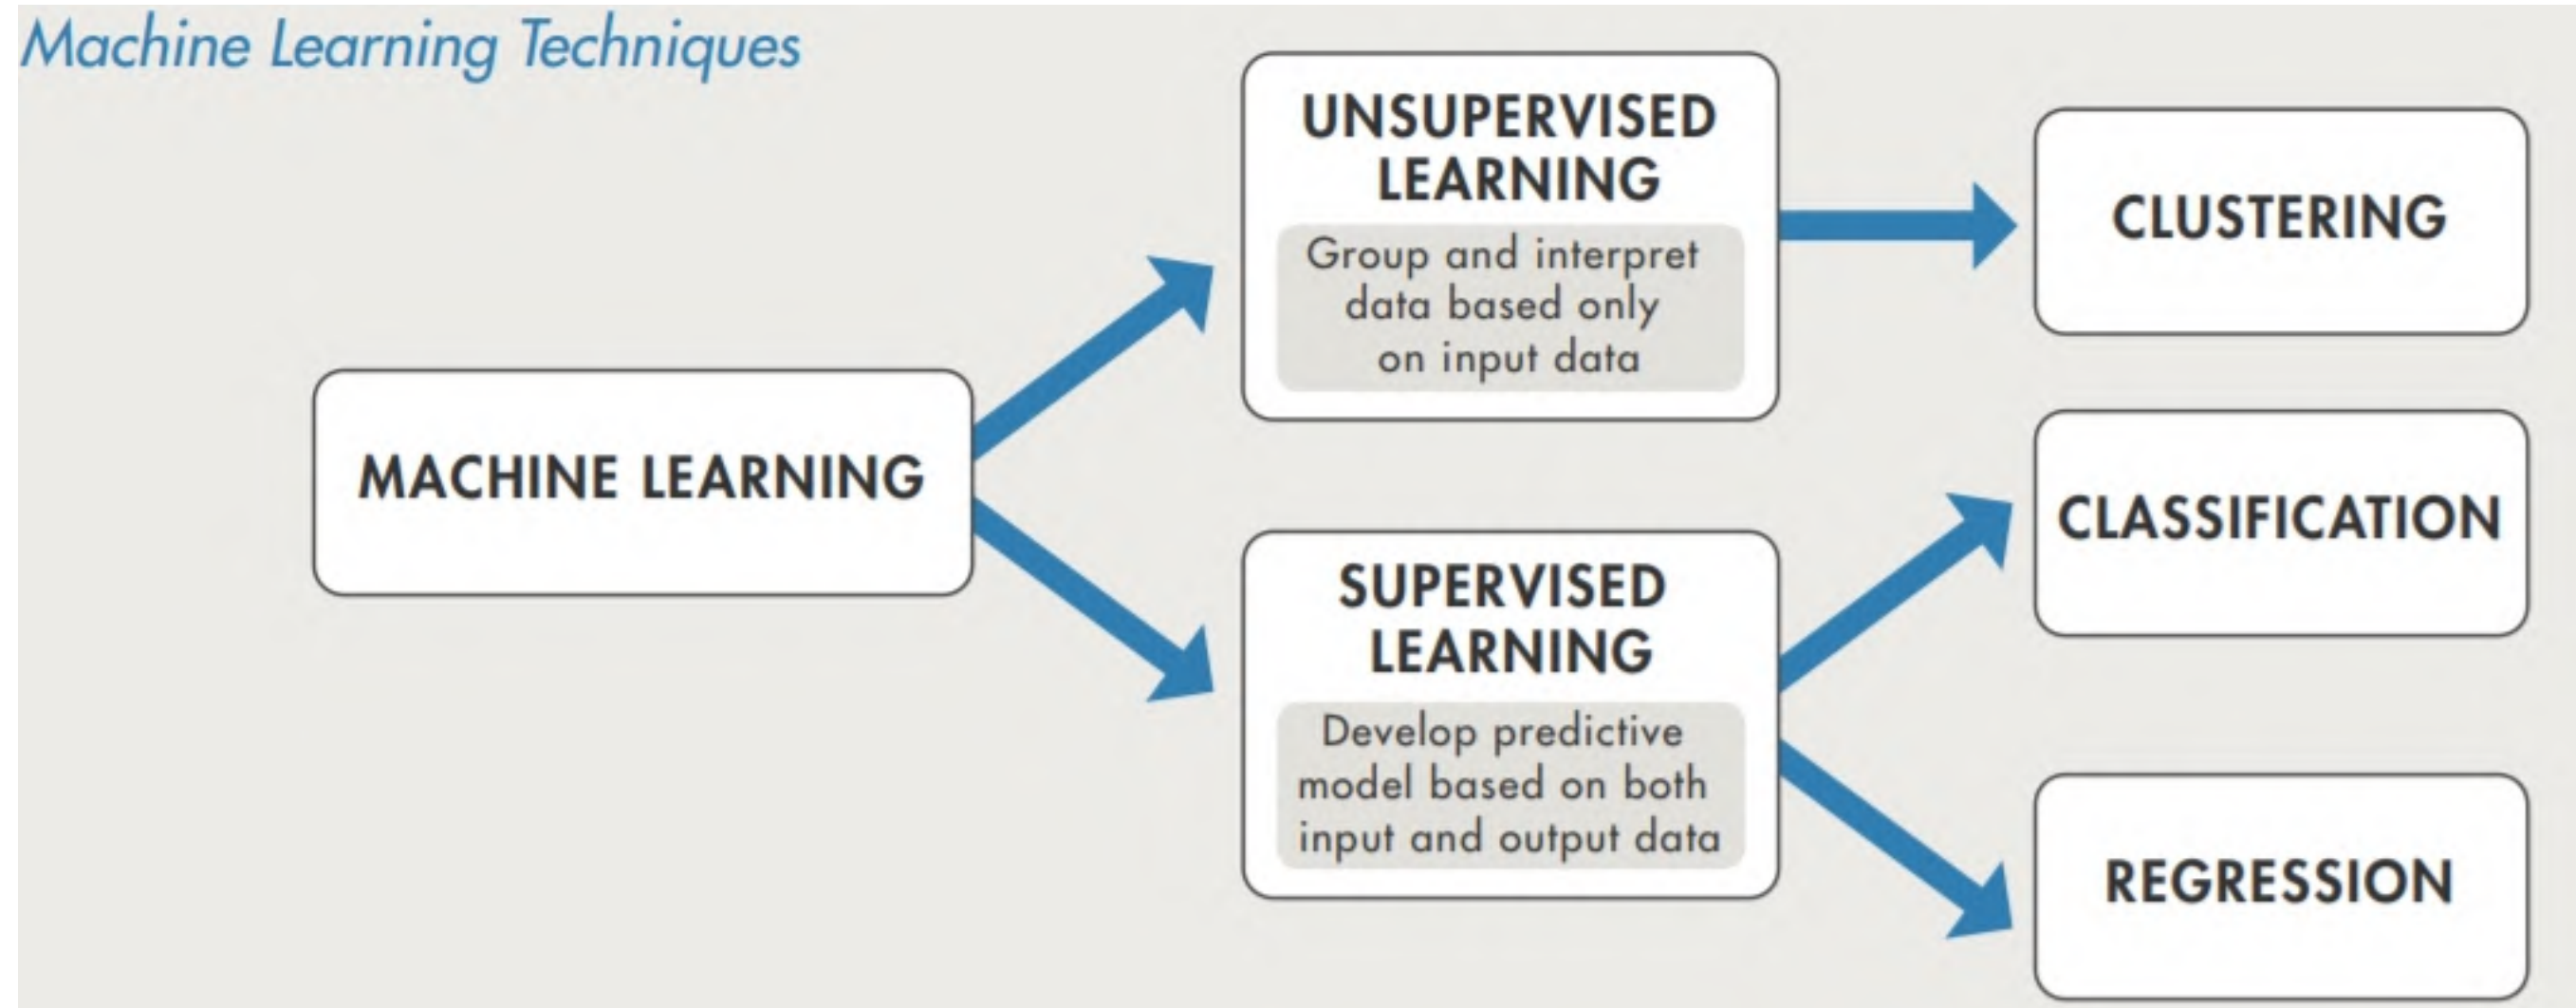 Machine Learning Techniques
MACHINE LEARNING
UNSUPERVISED
LEARNING
Group and interpret
data based only
on input data
CLUSTERING
SUPERVISED
LEARNING
Develop predictive
model based on both
input and output data
CLASSIFICATION
REGRESSION